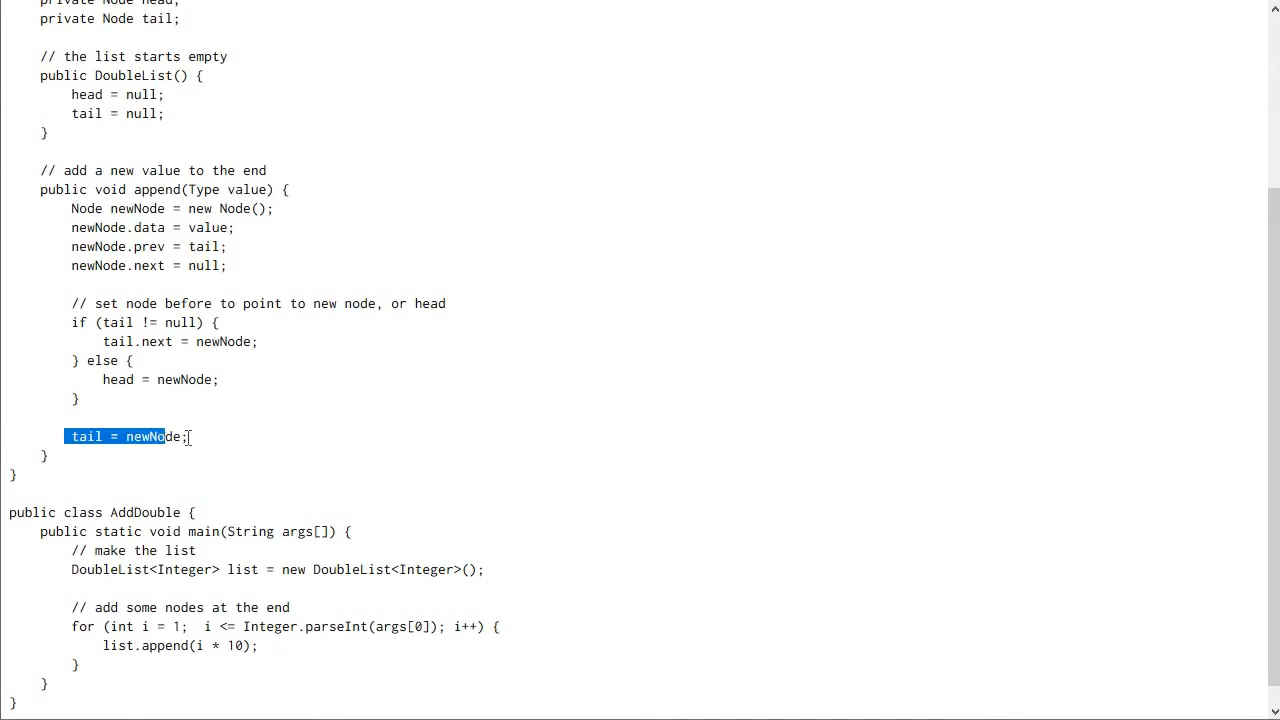 private Node head;
private Node tail;
// the list starts empty
public DoubleList() {
head = null;
tail = null;
}
// add a new value to the end
public void append(Type value) {
Node newNode = new Node();
newNode.data = value;
newNode.prev = tail;
newNode.next = null;
// set node before to point to new node, or head
if (tail != null) {
tail.next = newNode;
} else {
head = newNode;
}
tail = newNode;
}
}
public class AddDouble {
public static void main(String args[]) {
// make the list
DoubleList<Integer> list = new DoubleList<Integer>();
// add some nodes at the end
for (int i = 1;  i <= Integer.parseInt(args[0]); i++) {
list.append(i * 10);
}
}
}